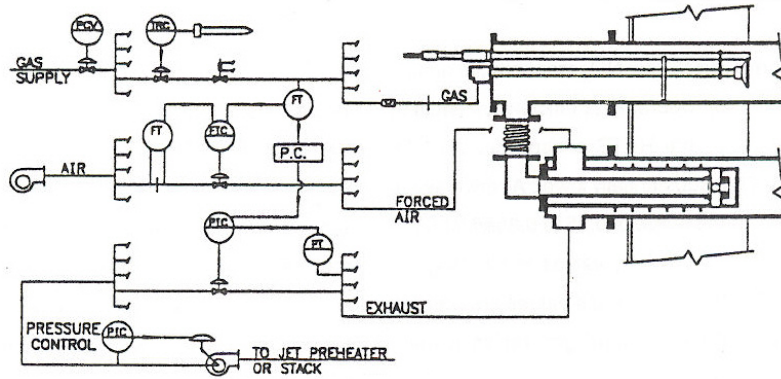 PCV
TRC
GAS
SUPPLY
GAS
FT
FT
FTC
P.C.
AIR
FORCED
AIR
PIC
PT
EXHAUST
PRESSURE
CONTROL
PIC
TO JET PREHEATER
OR STACK